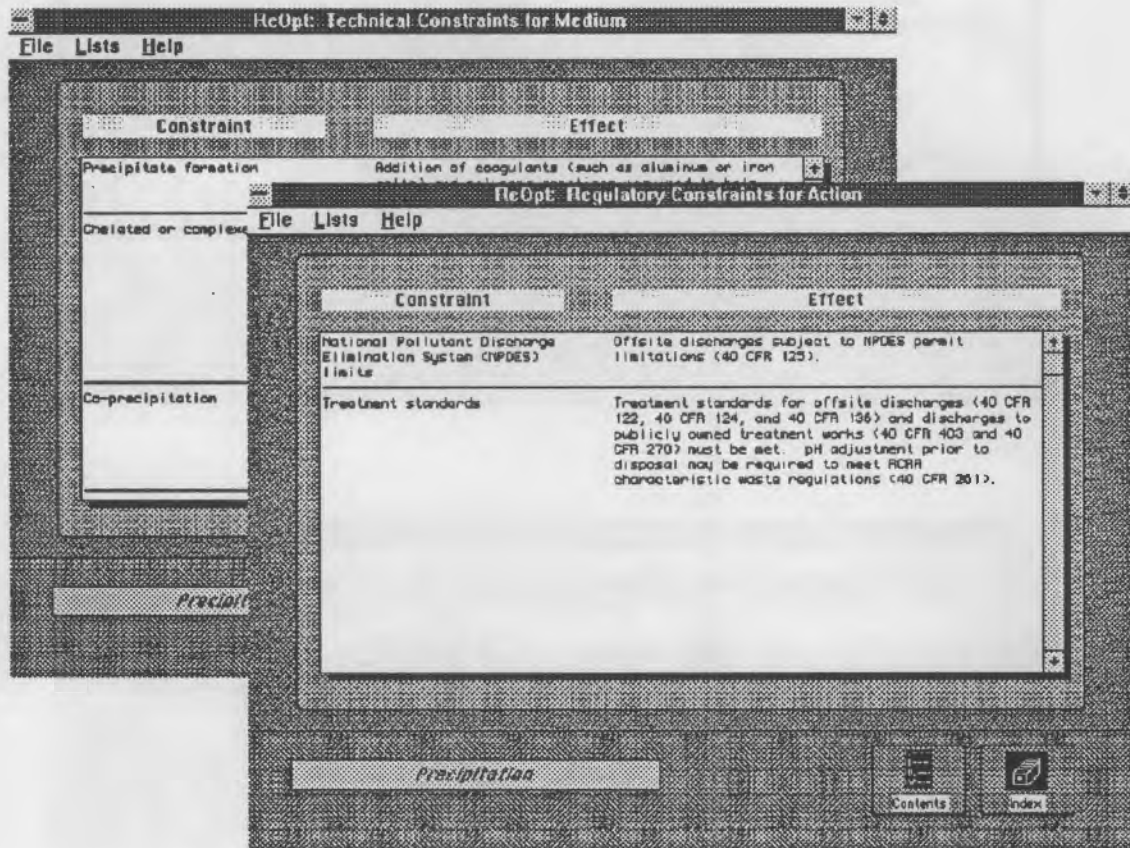 ReOpt: Technical Constraints for Medium
File Lists Help
Constraint Effect
Precipitate formation Addition of coagulants (such as aluminum or iron
Chelated or complexe
Co-precipitation
Precipit
ReOpt: Regulatory Constraints for Action
File Lists Help
Constraint Effect
National Pollutant Discharge Offsite discharges subject to NPDES permit
Elimination System (NPDES) limitations (40 CFR 125).
limits
Treatment standards Treatment standards for offsite discharges (40 CFR
122, 40 CFR 124, and 40 CFR 136) and discharges to
publicly owned treatment works (40 CFR 403 and 40
CFR 270) must be met. pH adjustment prior to
disposal may be required to meet RCRA
characteristic waste regulations (40 CFR 261).
Precipitation
Contents Index